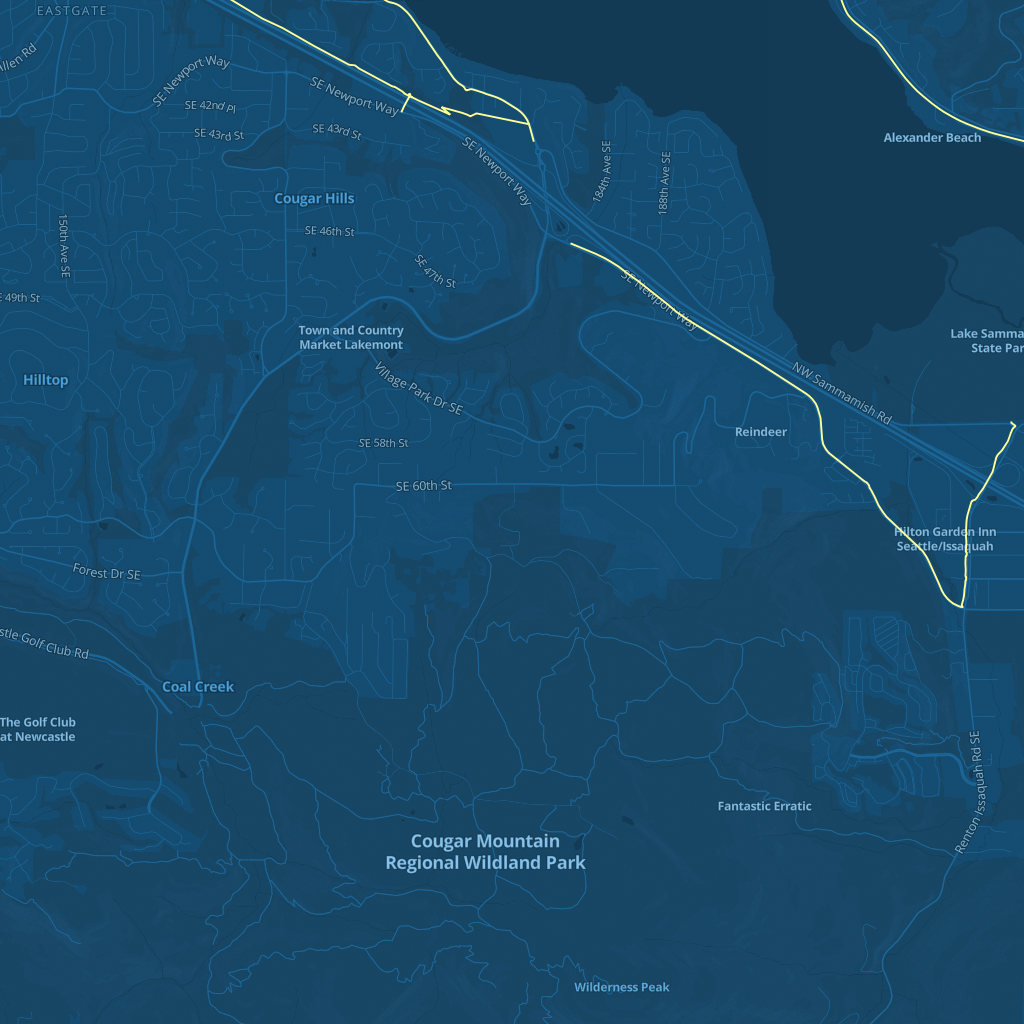 EASTGATE
Allen Rd
SE Newport Way
SE Newport Way
SE 42nd Pl
SE 43rd St
SE 43rd St
SE Newport Way
Alexander Beach
184th Ave SE
188th Ave SE
Cougar Hills
150th Ave SE
SE 46th St
SE 47th St
SE Newport Way
E 49th St
Town and Country
Market Lakemont
Lake Samma
State Par
Hilltop
Village Park Dr SE
NW Sammamish Rd
Reindeer
SE 58th St
SE 60th St
Hilton Garden Inn
Seattle/Issaquah
Forest Dr SE
stle Golf Club Rd
Coal Creek
The Golf Club
at Newcastle
Renton Issaquah Rd SE
Fantastic Erratic
Cougar Mountain
Regional Wildland Park
Wilderness Peak